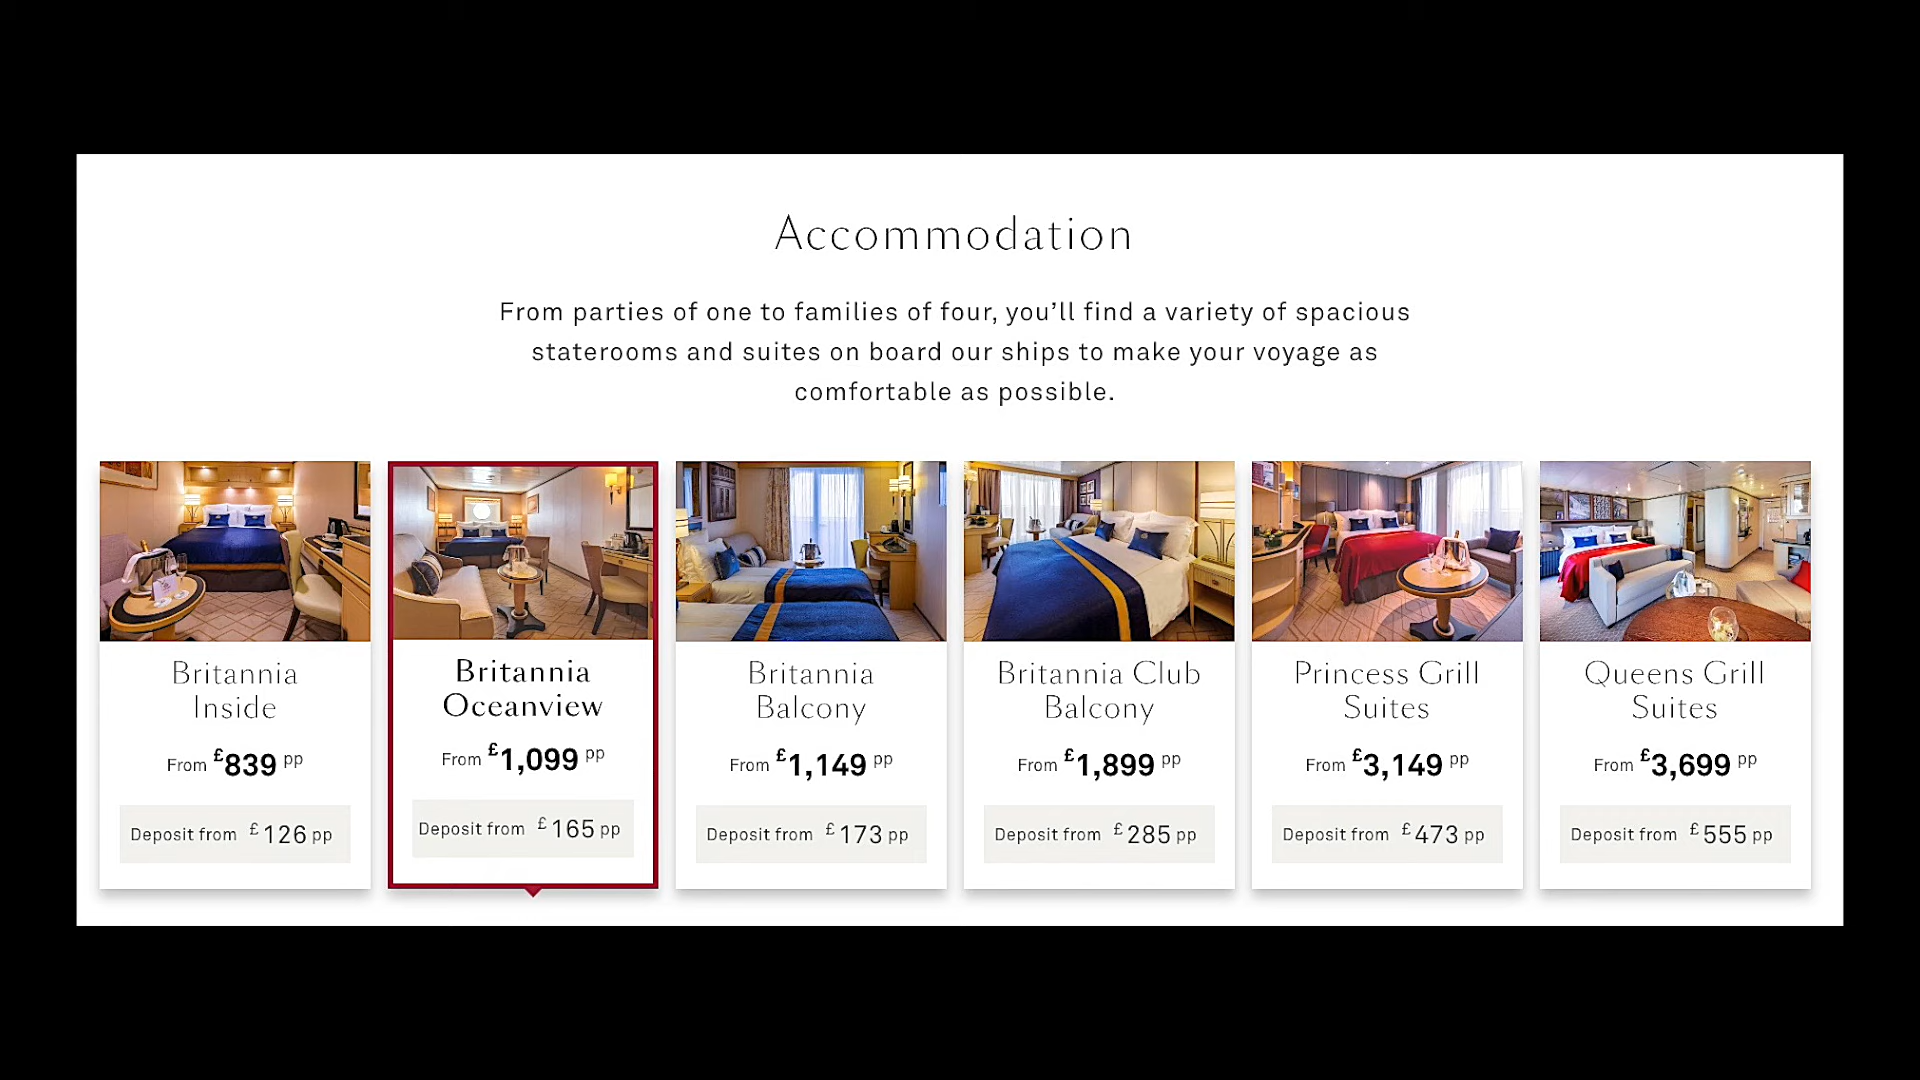 Accommodation
From parties of one to families of four, you’ll find a variety of spacious
staterooms and suites on board our ships to make your voyage as
comfortable as possible.
Britannia
Inside
From £839 pp
Deposit from £126 pp
Britannia
Oceanview
From £1,099 pp
Deposit from £165 pp
Britannia
Balcony
From £1,149 pp
Deposit from £173 pp
Britannia Club
Balcony
From £1,899 pp
Deposit from £285 pp
Princess Grill
Suites
From £3,149 pp
Deposit from £473 pp
Queens Grill
Suites
From £3,699 pp
Deposit from £555 pp